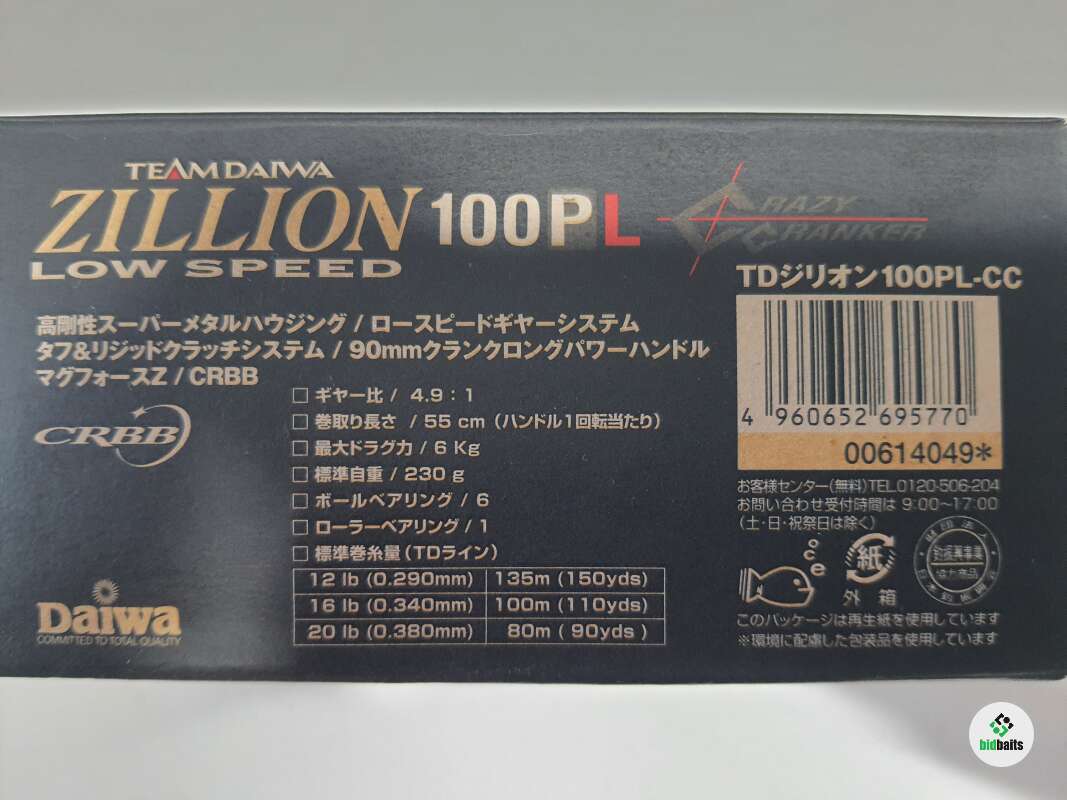 TEAM DAIWA
ZILLION 100PL
LOW SPEED
CRAZY
CRANKER
TDジリオン100PL-CC
高剛性スーパーメタルハウジング / ロースピードギヤーシステム
タフ&リジッドクラッチシステム / 90mmクランクロングパワーハンドル
マグフォースZ / CRBB
CRBB
□ ギヤー比 / 4.9:1
□ 巻取り長さ / 55 cm (ハンドル1回転当たり)
□ 最大ドラグ力 / 6 Kg
□ 標準自重 / 230 g
□ ボールベアリング / 6
□ ローラーベアリング / 1
□ 標準巻糸量 (TDライン)
12 lb (0.290mm) 135m (150yds)
16 lb (0.340mm) 100m (110yds)
20 lb (0.380mm) 80m ( 90yds )
Daiwa
COMMITTED TO TOTAL QUALITY
4 960652 695770
00614049*
お客様センター(無料)TEL0120-506-204
お問い合わせ受付時間は 9:00~17:00
(土・日・祝祭日は除く)
eco
紙
外箱
このパッケージは再生紙を使用しています
※環境に配慮した包装品を使用しています
bidbaits